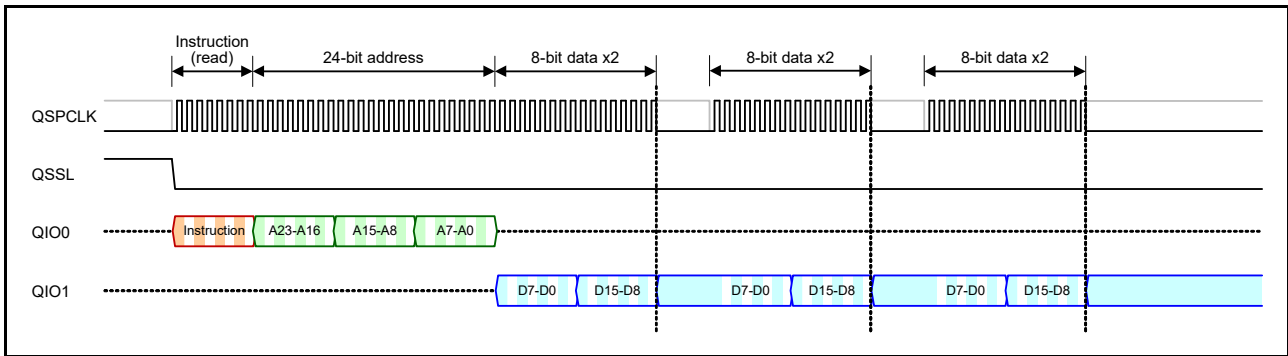 Instruction
(read)
24-bit address
8-bit data x2
8-bit data x2
8-bit data x2
QSPCLK
QSSL
QIO0
Instruction
A23-A16
A15-A8
A7-A0
QIO1
D7-D0
D15-D8
D7-D0
D15-D8
D7-D0
D15-D8